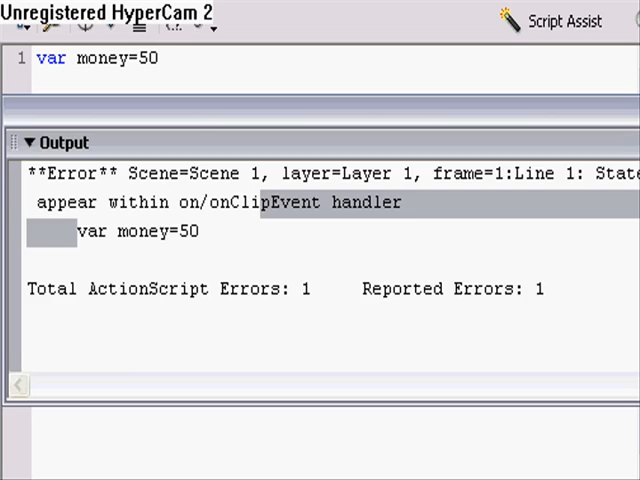 Unregistered HyperCam 2
Script Assist
1 var money=50
Output
**Error** Scene=Scene 1, layer=Layer 1, frame=1:Line 1: State
appear within on/onClipEvent handler
var money=50
Total ActionScript Errors: 1 Reported Errors: 1